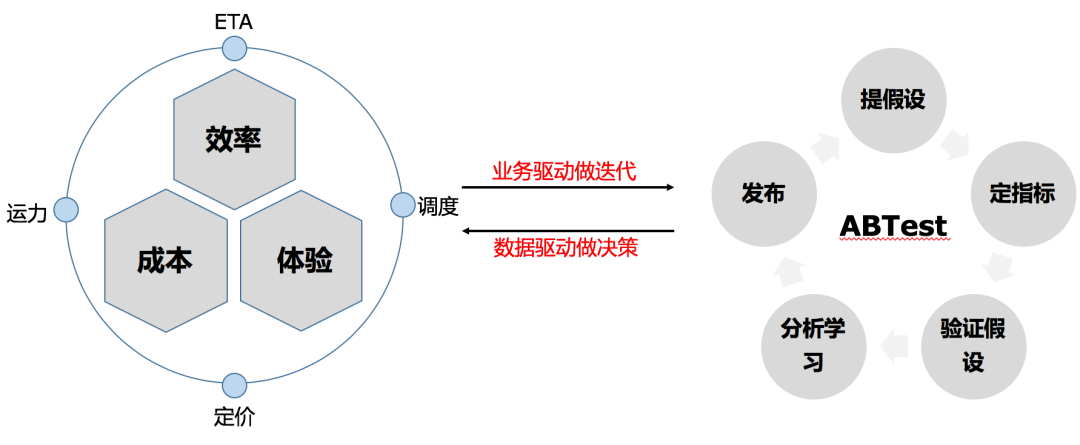 ETA
效率
运力
调度
成本
体验
定价
业务驱动做迭代
数据驱动做决策
提假设
发布
定指标
ABTest
分析学
习
验证假
设